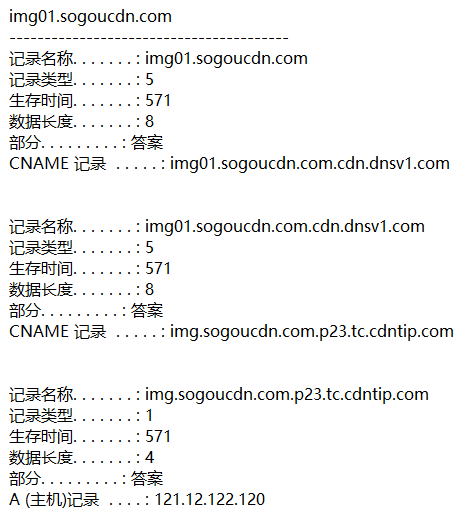 img01.sogoucdn.com
----------------------------------------
记录名称. . . . . . . : img01.sogoucdn.com
记录类型. . . . . . . : 5
生存时间. . . . . . . : 571
数据长度. . . . . . . : 8
部分. . . . . . . . . : 答案
CNAME 记录  . . . . . : img01.sogoucdn.com.cdn.dnsv1.com
记录名称. . . . . . . : img01.sogoucdn.com.cdn.dnsv1.com
记录类型. . . . . . . : 5
生存时间. . . . . . . : 571
数据长度. . . . . . . : 8
部分. . . . . . . . . : 答案
CNAME 记录  . . . . . : img.sogoucdn.com.p23.tc.cdntip.com
记录名称. . . . . . . : img.sogoucdn.com.p23.tc.cdntip.com
记录类型. . . . . . . : 1
生存时间. . . . . . . : 571
数据长度. . . . . . . : 4
部分. . . . . . . . . : 答案
A (主机)记录  . . . . : 121.12.122.120